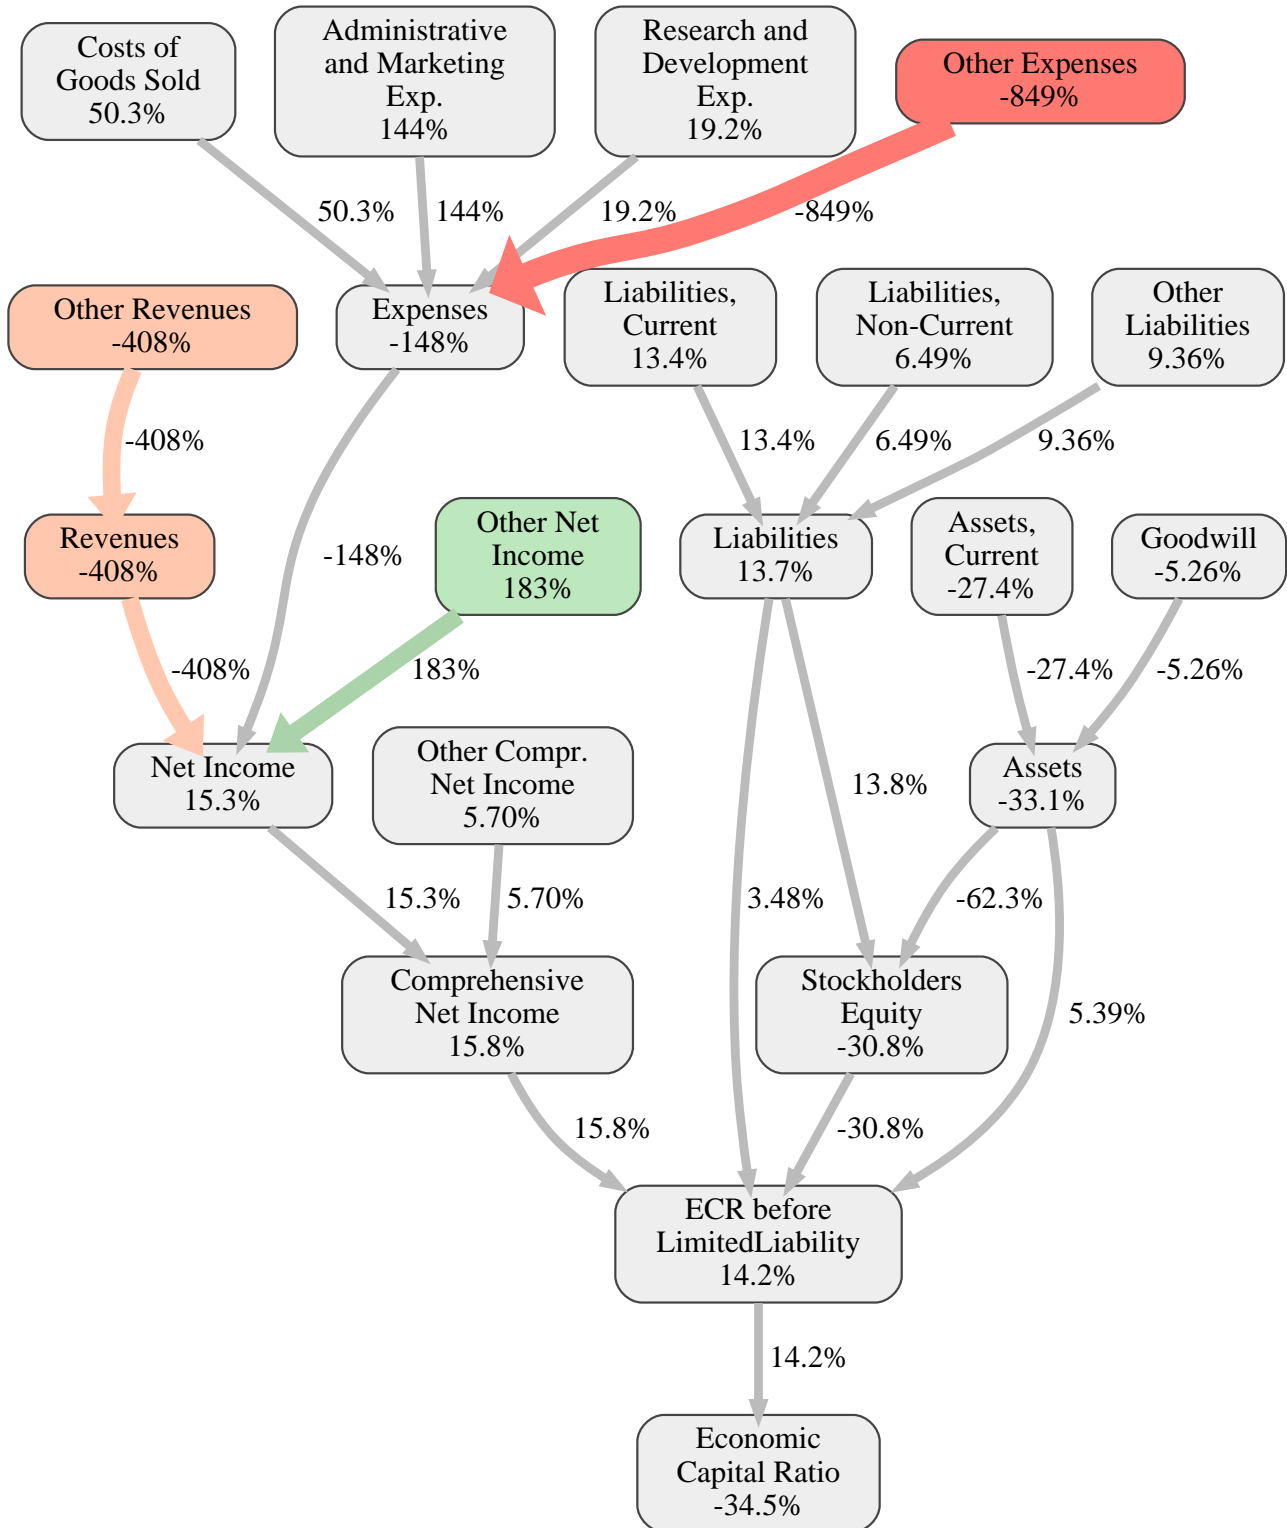 Costs of
Goods Sold
50.3%
Administrative
and Marketing
Exp.
144%
Research and
Development
Exp.
19.2%
Other Expenses
-849%
50.3%
144%
19.2%
-849%
Other Revenues
-408%
Expenses
-148%
Liabilities,
Current
13.4%
Liabilities,
Non-Current
6.49%
Other
Liabilities
9.36%
-408%
13.4%
6.49%
9.36%
Revenues
-408%
-148%
Other Net
Income
183%
Liabilities
13.7%
Assets,
Current
-27.4%
Goodwill
-5.26%
-408%
183%
-27.4%
-5.26%
Net Income
15.3%
Other Compr.
Net Income
5.70%
13.8%
Assets
-33.1%
15.3%
5.70%
3.48%
-62.3%
Comprehensive
Net Income
15.8%
Stockholders
Equity
-30.8%
5.39%
15.8%
-30.8%
ECR before
LimitedLiability
14.2%
14.2%
Economic
Capital Ratio
-34.5%